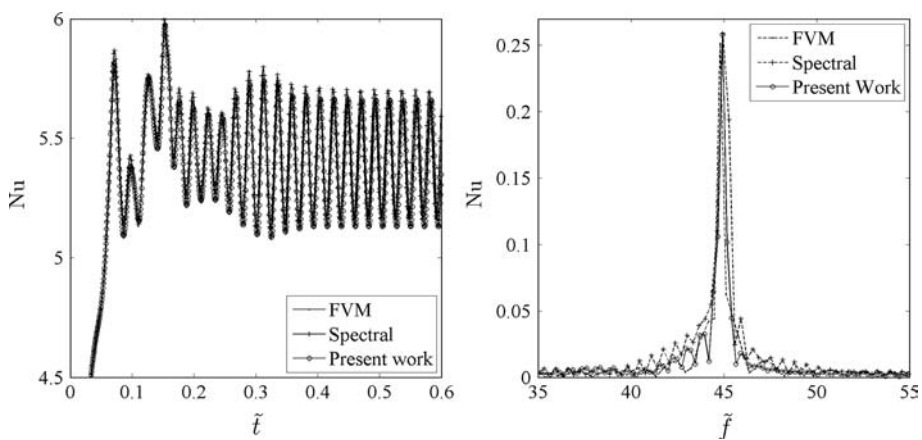 6
5.5
5
4.5
Nu
0
0.1
0.2
0.3
0.4
0.5
0.6
t̃
FVM
Spectral
Present work
0.25
0.2
0.15
0.1
0.05
0
Nu
35
40
45
50
55
f̃
FVM
Spectral
Present Work